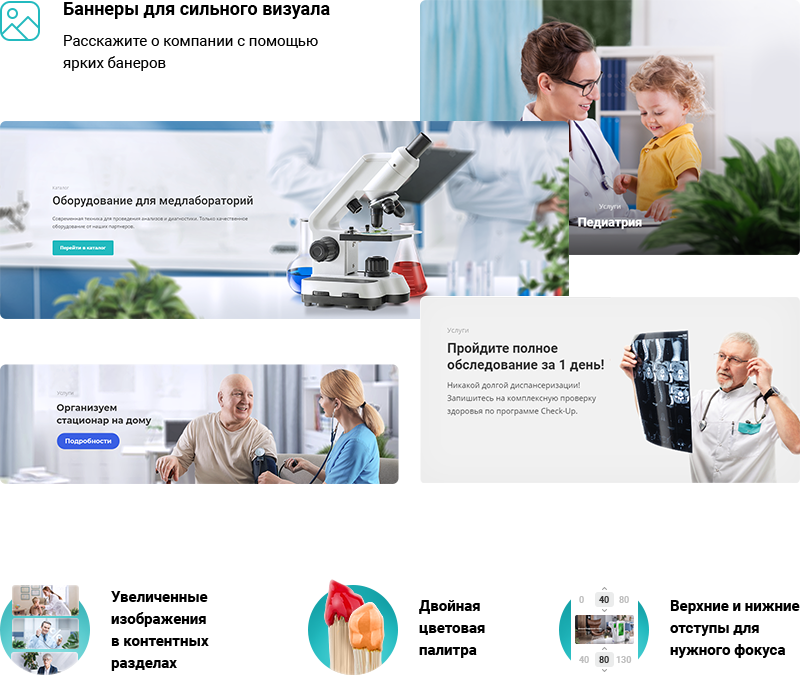 Баннеры для сильного визуала
Расскажите о компании с помощью
ярких банеров
Услуги
Педиатрия
Каталог
Оборудование для медлабораторий
Современная техника для проведения анализов и диагностики. Только качественное
оборудование от наших партнеров.
Перейти в каталог
Услуги
Пройдите полное
обследование за 1 день!
Никакой долгой диспансеризации!
Запишитесь на комплексную проверку
здоровья по программе Check-Up.
Услуги
Организуем
стационар на дому
Подробности
Увеличенные
изображения
в контентных
разделах
Двойная
цветовая
палитра
0 40 80
40 80 130
Верхние и нижние
отступы для
нужного фокуса